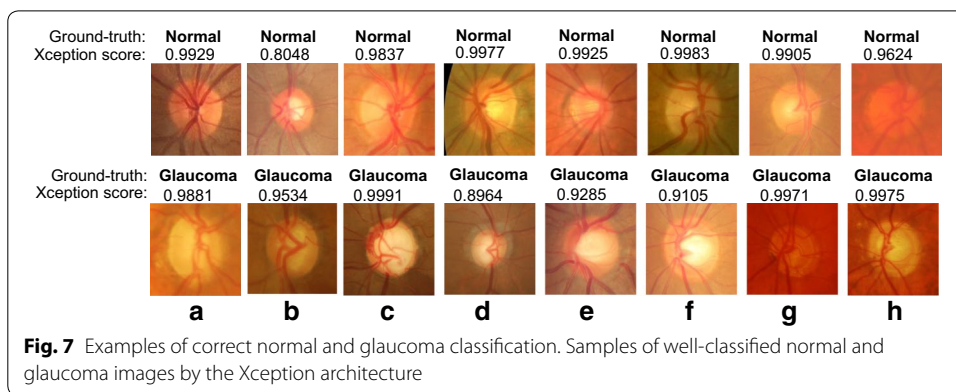 Ground-truth: Normal Normal Normal Normal Normal Normal Normal Normal
Xception score: 0.9929 0.8048 0.9837 0.9977 0.9925 0.9983 0.9905 0.9624
Ground-truth: Glaucoma Glaucoma Glaucoma Glaucoma Glaucoma Glaucoma Glaucoma Glaucoma
Xception score: 0.9881 0.9534 0.9991 0.8964 0.9285 0.9105 0.9971 0.9975
a b c d e f g h
Fig. 7 Examples of correct normal and glaucoma classification. Samples of well-classified normal and
glaucoma images by the Xception architecture